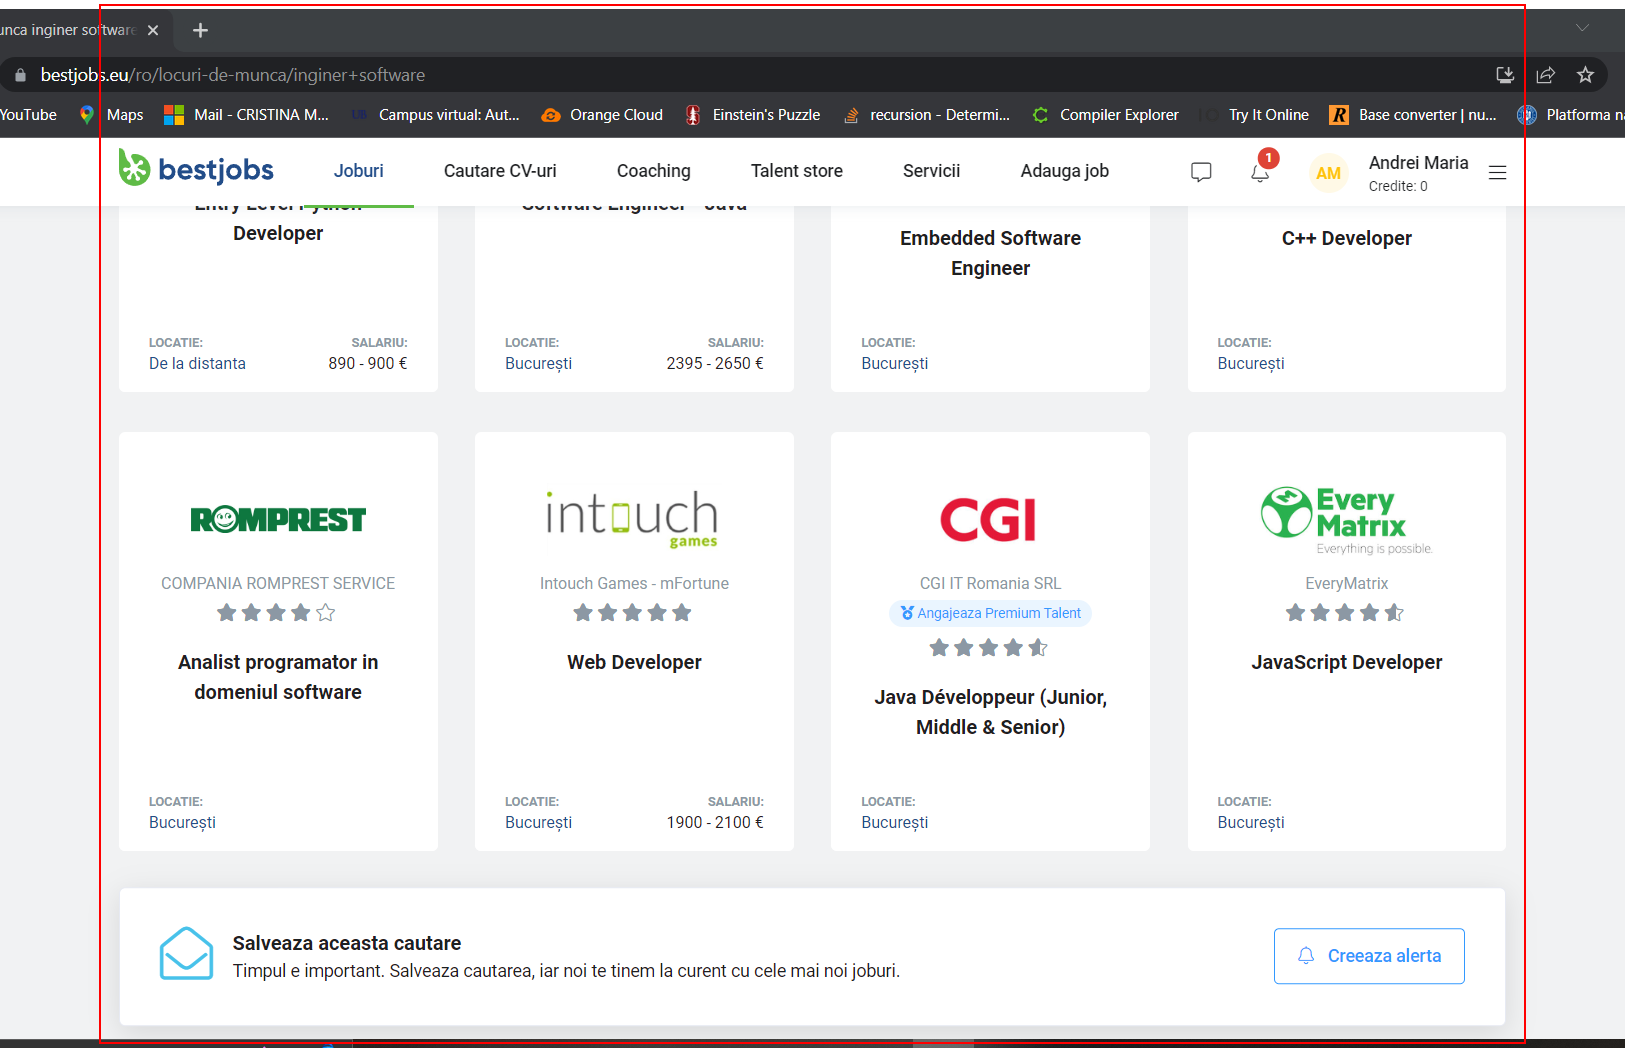 unca inginer software
bestjobs.eu/ro/locuri-de-munca/inginer+software
YouTube Maps Mail - CRISTINA M... Campus virtual: Aut... Orange Cloud Einstein's Puzzle recursion - Determi... Compiler Explorer Try It Online Base converter | nu... Platforma na
bestjobs Joburi Cautare CV-uri Coaching Talent store Servicii Adauga job 1 AM Andrei Maria
Credite: 0
Entry Level Python
Developer
Software Engineer - Java
Embedded Software
Engineer
C++ Developer
LOCATIE: SALARIU:
De la distanta 890 - 900 €
LOCATIE: SALARIU:
București 2395 - 2650 €
LOCATIE:
București
LOCATIE:
București
ROMPREST
COMPANIA ROMPREST SERVICE
Analist programator in
domeniul software
LOCATIE:
București
intouch
games
Intouch Games - mFortune
Web Developer
LOCATIE: SALARIU:
București 1900 - 2100 €
CGI
CGI IT Romania SRL
Angajeaza Premium Talent
Java Développeur (Junior,
Middle & Senior)
LOCATIE:
București
Every
Matrix
Everything is possible.
EveryMatrix
JavaScript Developer
LOCATIE:
București
Salveaza aceasta cautare
Timpul e important. Salveaza cautarea, iar noi te tinem la curent cu cele mai noi joburi.
Creeaza alerta